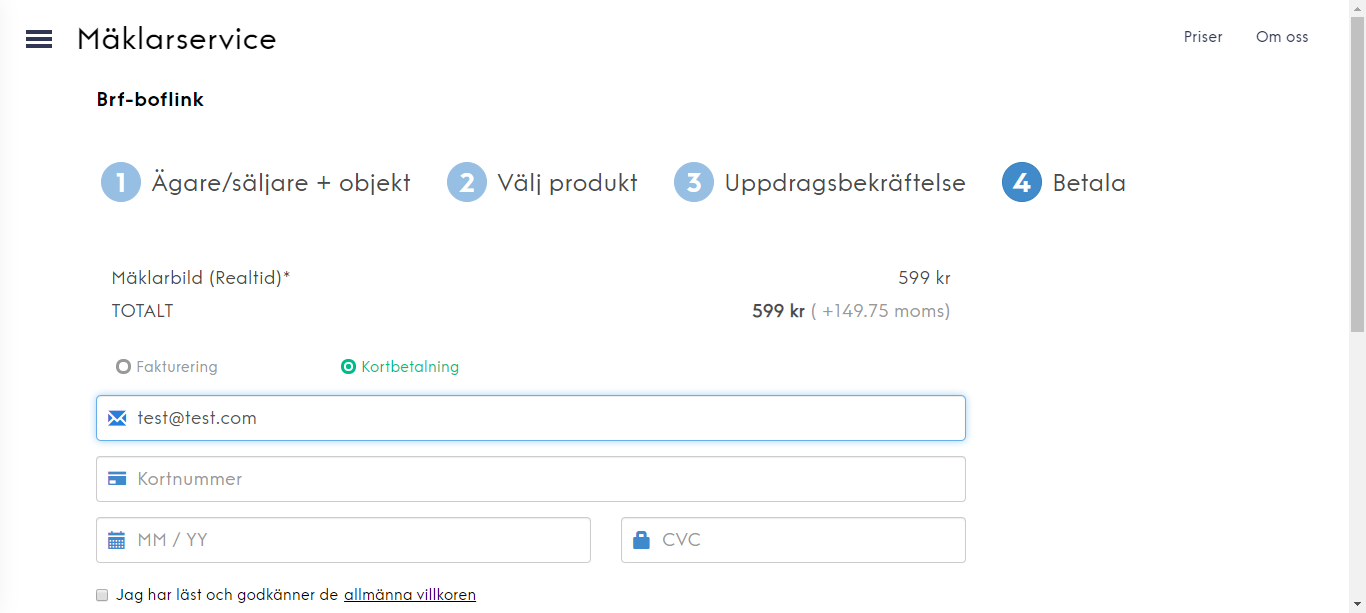 Mäklarservice Priser Om oss
Brf-boflink
1 Ägare/säljare + objekt 2 Välj produkt 3 Uppdragsbekräftelse 4 Betala
Mäklarbild (Realtid)* 599 kr
TOTALT 599 kr ( +149.75 moms)
Fakturering Kortbetalning
test@test.com
Kortnummer
MM / YY CVC
Jag har läst och godkänner de allmänna villkoren